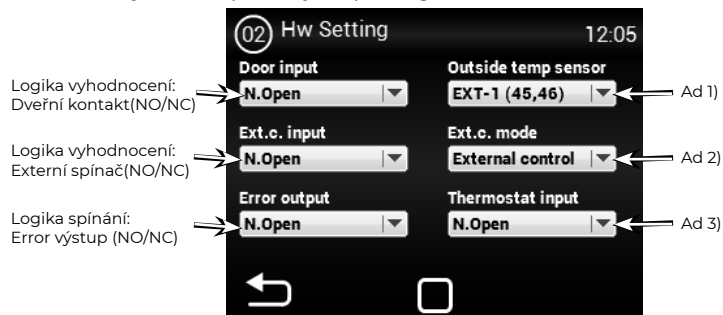 02 Hw Setting 12:05
Door input
N.Open
Outside temp sensor
EXT-1 (45,46)
Ext.c. input
N.Open
Ext.c. mode
External control
Error output
N.Open
Thermostat input
N.Open
Logika vyhodnocení:
Dveřní kontakt(NO/NC)
Logika vyhodnocení:
Externí spínač(NO/NC)
Logika spínání:
Error výstup (NO/NC)
Ad 1)
Ad 2)
Ad 3)